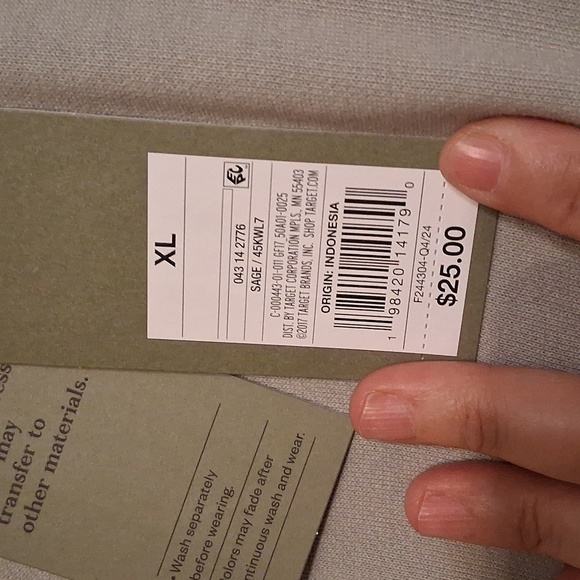 XL
043 14 2776
SAGE / 45KWL7
C-000443-01-011 GF17 50A01-0025
DIST. BY TARGET CORPORATION MPLS, MN 55403
©2017 TARGET BRANDS, INC. SHOP TARGET.COM
ORIGIN: INDONESIA
1 98420 14179 0
F244304-Q4/24
$25.00
may
transfer to
other materials.
• Wash separately
before wearing.
Colors may fade after
continuous wash and wear.